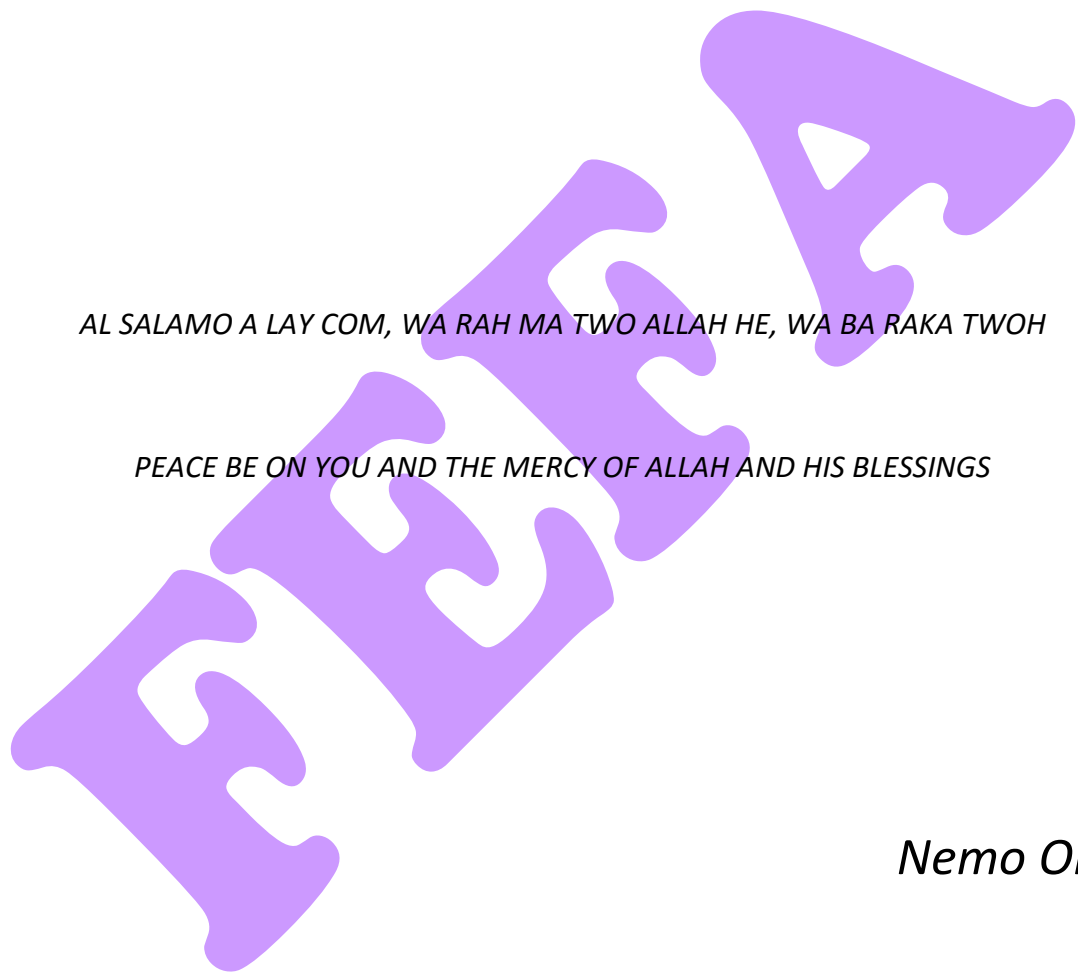 FEFA
AL SALAMO A LAY COM, WA RAH MA TWO ALLAH HE, WA BA RAKA TWOH
PEACE BE ON YOU AND THE MERCY OF ALLAH AND HIS BLESSINGS
Nemo